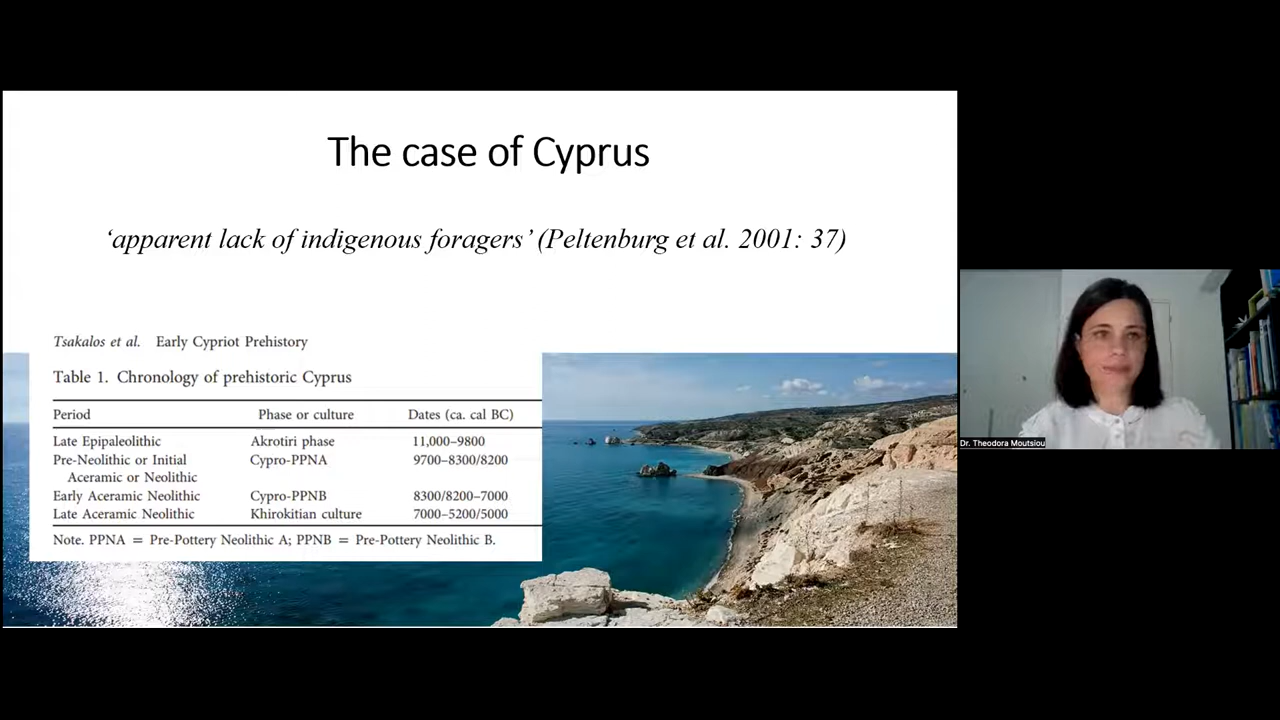 The case of Cyprus
‘apparent lack of indigenous foragers’ (Peltenburg et al. 2001: 37)
Tsakalos et al. Early Cypriot Prehistory
Table 1. Chronology of prehistoric Cyprus
Period Phase or culture Dates (ca. cal BC)
Late Epipaleolithic Akrotiri phase 11,000–9800
Pre-Neolithic or Initial Cypro-PPNA 9700–8300/8200
Aceramic or Neolithic
Early Aceramic Neolithic Cypro-PPNB 8300/8200–7000
Late Aceramic Neolithic Khirokitian culture 7000–5200/5000
Note. PPNA = Pre-Pottery Neolithic A; PPNB = Pre-Pottery Neolithic B.
Dr. Theodora Moutsiou